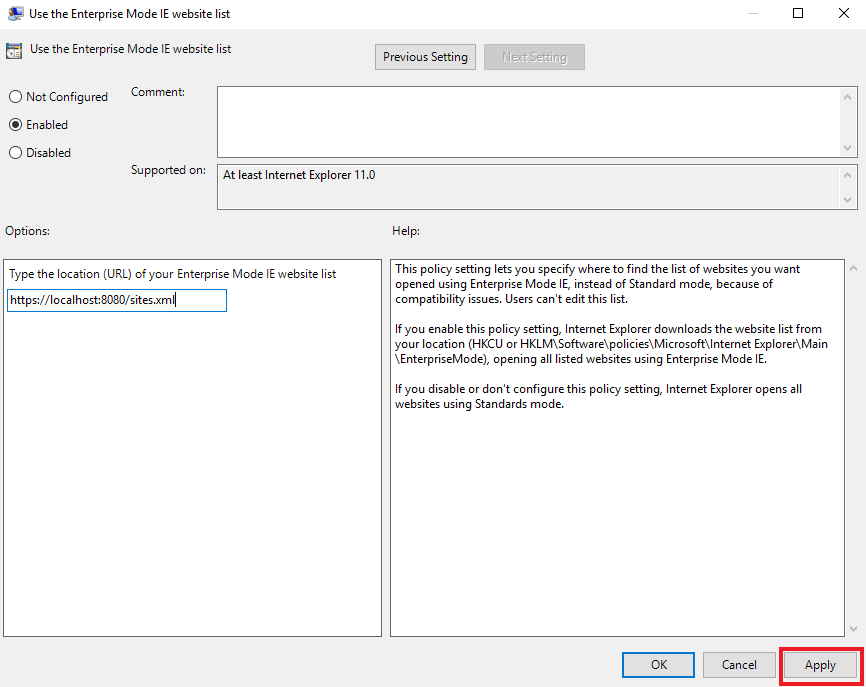 Use the Enterprise Mode IE website list
Use the Enterprise Mode IE website list
Previous Setting
Next Setting
Not Configured
Comment:
Enabled
Disabled
Supported on:
At least Internet Explorer 11.0
Options:
Help:
Type the location (URL) of your Enterprise Mode IE website list
https://localhost:8080/sites.xml
This policy setting lets you specify where to find the list of websites you want
opened using Enterprise Mode IE, instead of Standard mode, because of
compatibility issues. Users can't edit this list.
If you enable this policy setting, Internet Explorer downloads the website list from
your location (HKCU or HKLM\Software\policies\Microsoft\Internet Explorer\Main
\EnterpriseMode), opening all listed websites using Enterprise Mode IE.
If you disable or don't configure this policy setting, Internet Explorer opens all
websites using Standards mode.
OK
Cancel
Apply